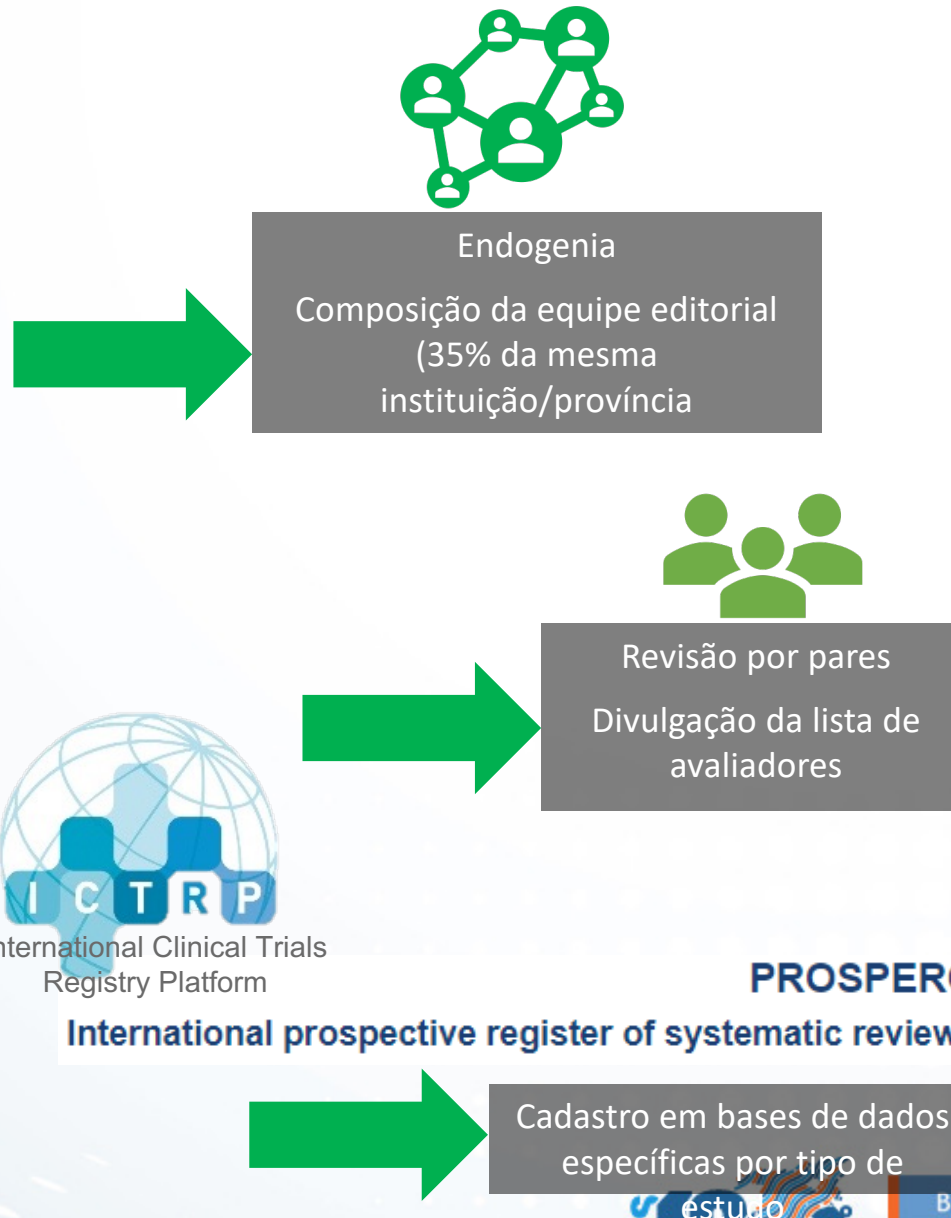 Endogenia
Composição da equipe editorial
(35% da mesma
instituição/província
Revisão por pares
Divulgação da lista de
avaliadores
ICTRP
nternational Clinical Trials
Registry Platform
PROSPERO
International prospective register of systematic review
Cadastro em bases de dados
específicas por tipo de
estudo
B